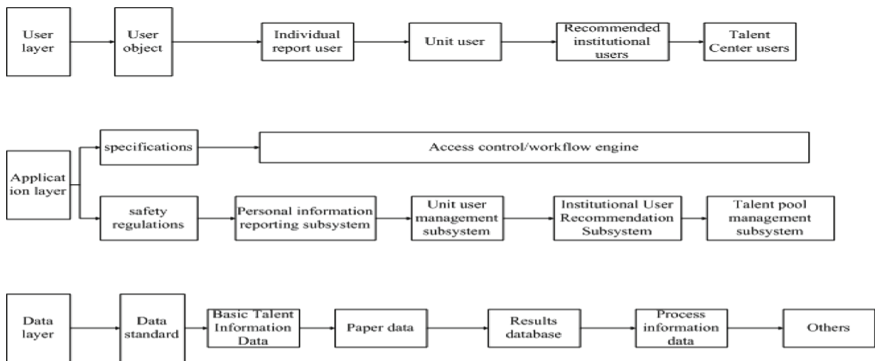 User
layer
User
object
Individual
report user
Unit user
Recommended
institutional
users
Talent
Center users
specifications
Access control/workflow engine
Applicat
ion layer
safety
regulations
Personal information
reporting subsystem
Unit user
management
subsystem
Institutional User
Recommendation
Subsystem
Talent pool
management
subsystem
Data
layer
Data
standard
Basic Talent
Information
Data
Paper data
Results
database
Process
information
data
Others